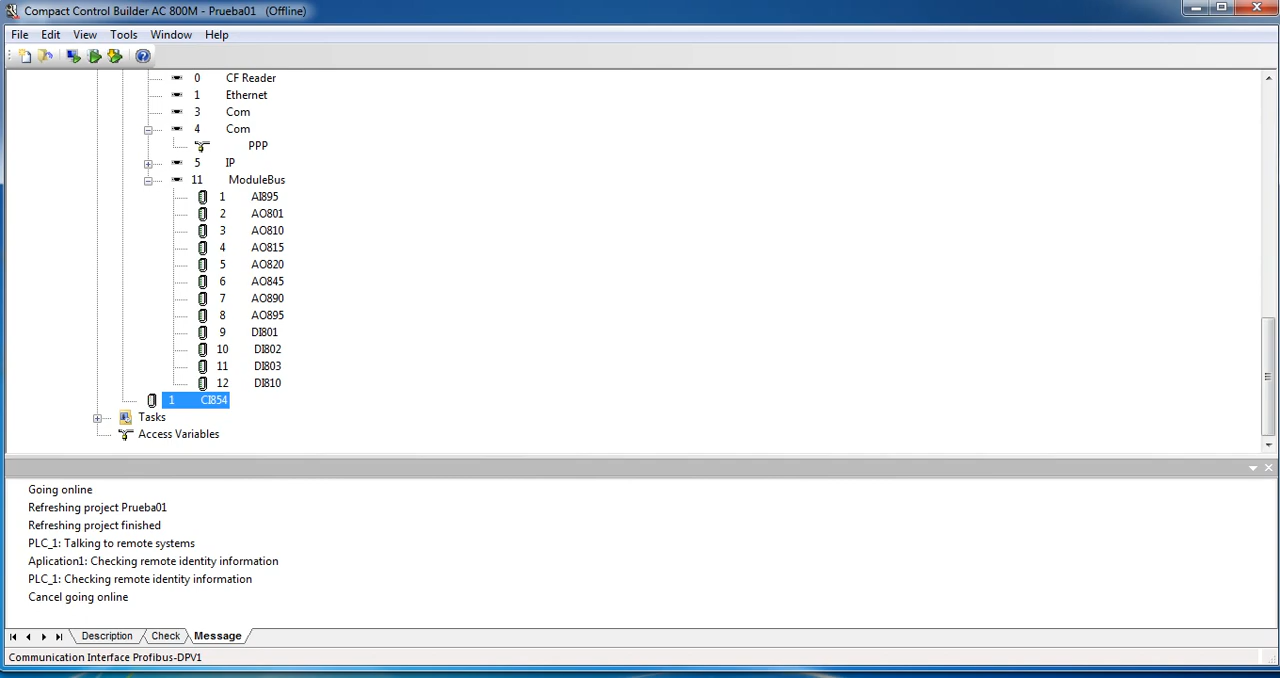 Compact Control Builder AC 800M - Prueba01   (Offline)
File Edit View Tools Window Help
0 CF Reader
1 Ethernet
3 Com
4 Com
PPP
5 IP
11 ModuleBus
1 AI895
2 AO801
3 AO810
4 AO815
5 AO820
6 AO845
7 AO890
8 AO895
9 DI801
10 DI802
11 DI803
12 DI810
1 CI854
Tasks
Access Variables
Going online
Refreshing project Prueba01
Refreshing project finished
PLC_1: Talking to remote systems
Aplication1: Checking remote identity information
PLC_1: Checking remote identity information
Cancel going online
Description Check Message
Communication Interface Profibus-DPV1